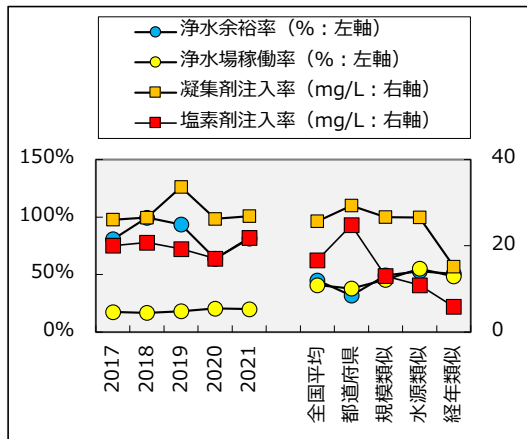 浄水余裕率（%：左軸）
浄水場稼働率（%：左軸）
凝集剤注入率（mg/L：右軸）
塩素剤注入率（mg/L：右軸）
150%
100%
50%
0%
40
20
0
2017
2018
2019
2020
2021
全国平均
都道府県
規模類似
水源類似
経年類似